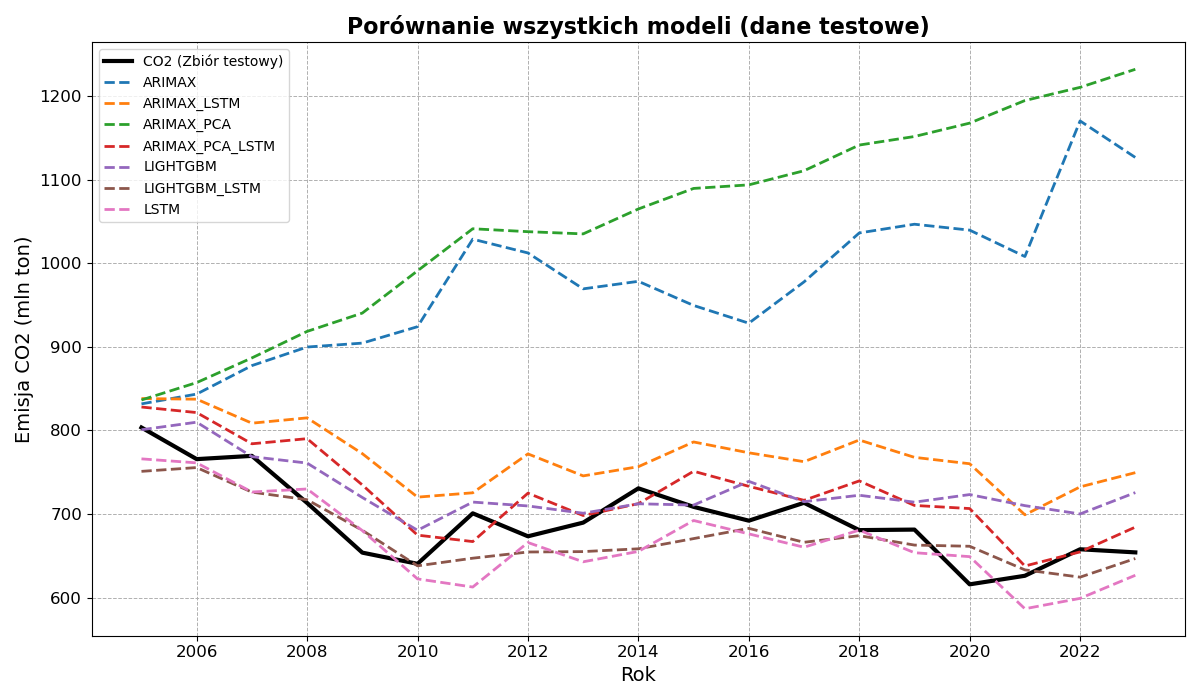 Porównanie wszystkich modeli (dane testowe)
CO2 (Zbiór testowy)
ARIMAX
ARIMAX_LSTM
ARIMAX_PCA
ARIMAX_PCA_LSTM
LIGHTGBM
LIGHTGBM_LSTM
LSTM
Emisja CO2 (mln ton)
1200
1100
1000
900
800
700
600
2006 2008 2010 2012 2014 2016 2018 2020 2022
Rok